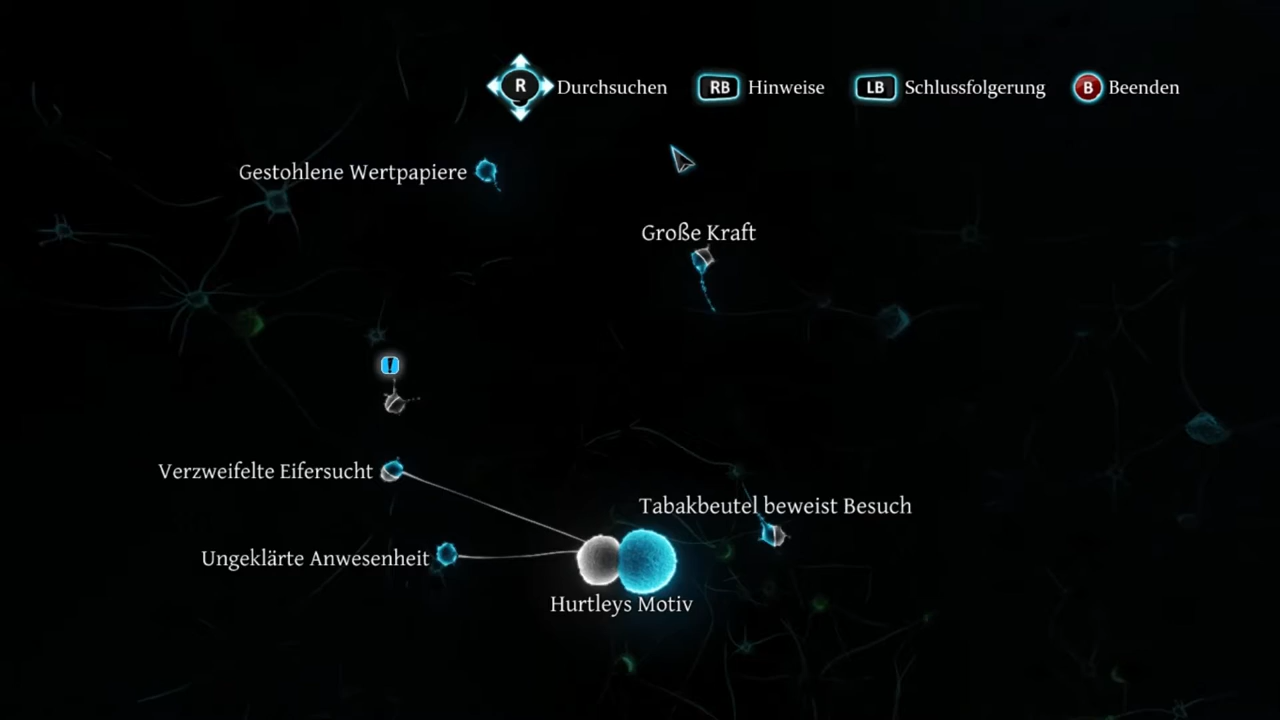 R Durchsuchen RB Hinweise LB Schlussfolgerung B Beenden
Gestohlene Wertpapiere
Große Kraft
!
Verzweifelte Eifersucht
Tabakbeutel beweist Besuch
Ungeklärte Anwesenheit
Hurtleys Motiv